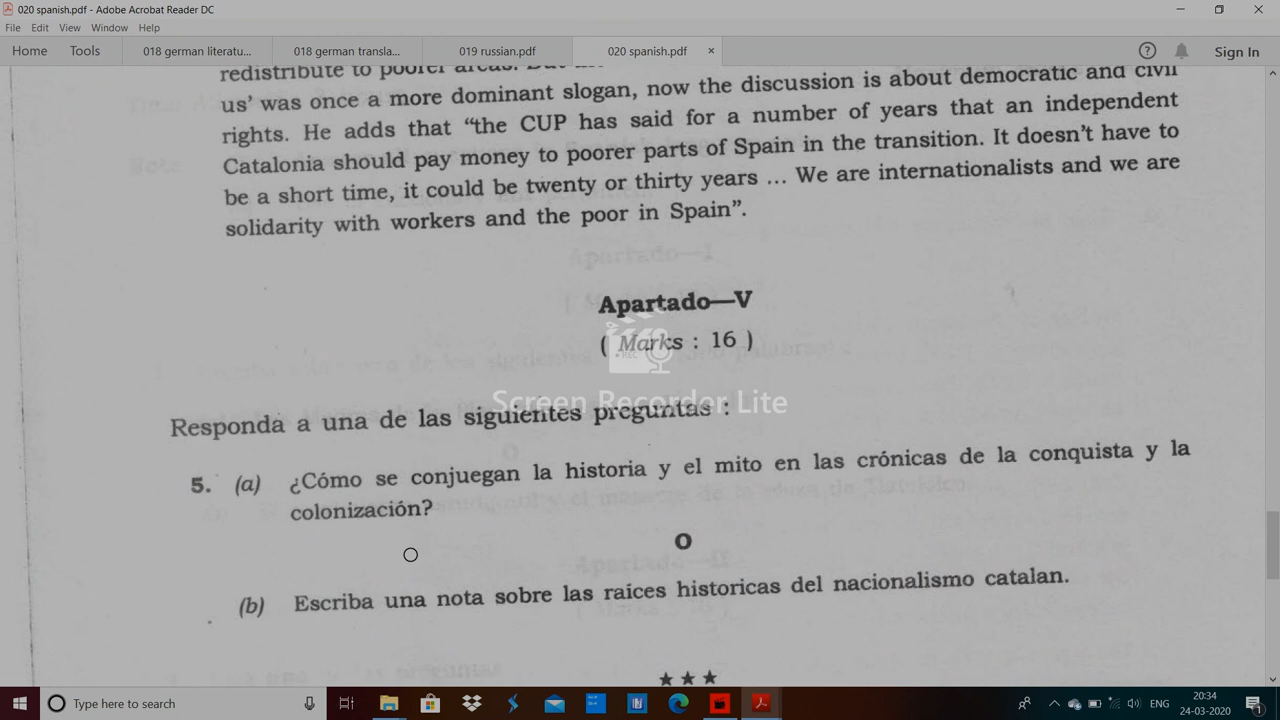 020 spanish.pdf - Adobe Acrobat Reader DC
File Edit View Window Help
Home Tools 018 german literatu... 018 german transla... 019 russian.pdf 020 spanish.pdf × Sign In
redistribute to poorer areas.
us’ was once a more dominant slogan, now the discussion is about democratic and civil
rights. He adds that “the CUP has said for a number of years that an independent
Catalonia should pay money to poorer parts of Spain in the transition. It doesn’t have to
be a short time, it could be twenty or thirty years ... We are internationalists and we are
solidarity with workers and the poor in Spain”.
Apartado—V
( Marks : 16 )
REC
Screen Recorder Lite
Responda a una de las siguientes preguntas :
5. (a) ¿Cómo se conjuegan la historia y el mito en las crónicas de la conquista y la
colonización?
O
(b) Escriba una nota sobre las raíces historicas del nacionalismo catalan.
★ ★ ★
Type here to search
ENG
20:34
24-03-2020